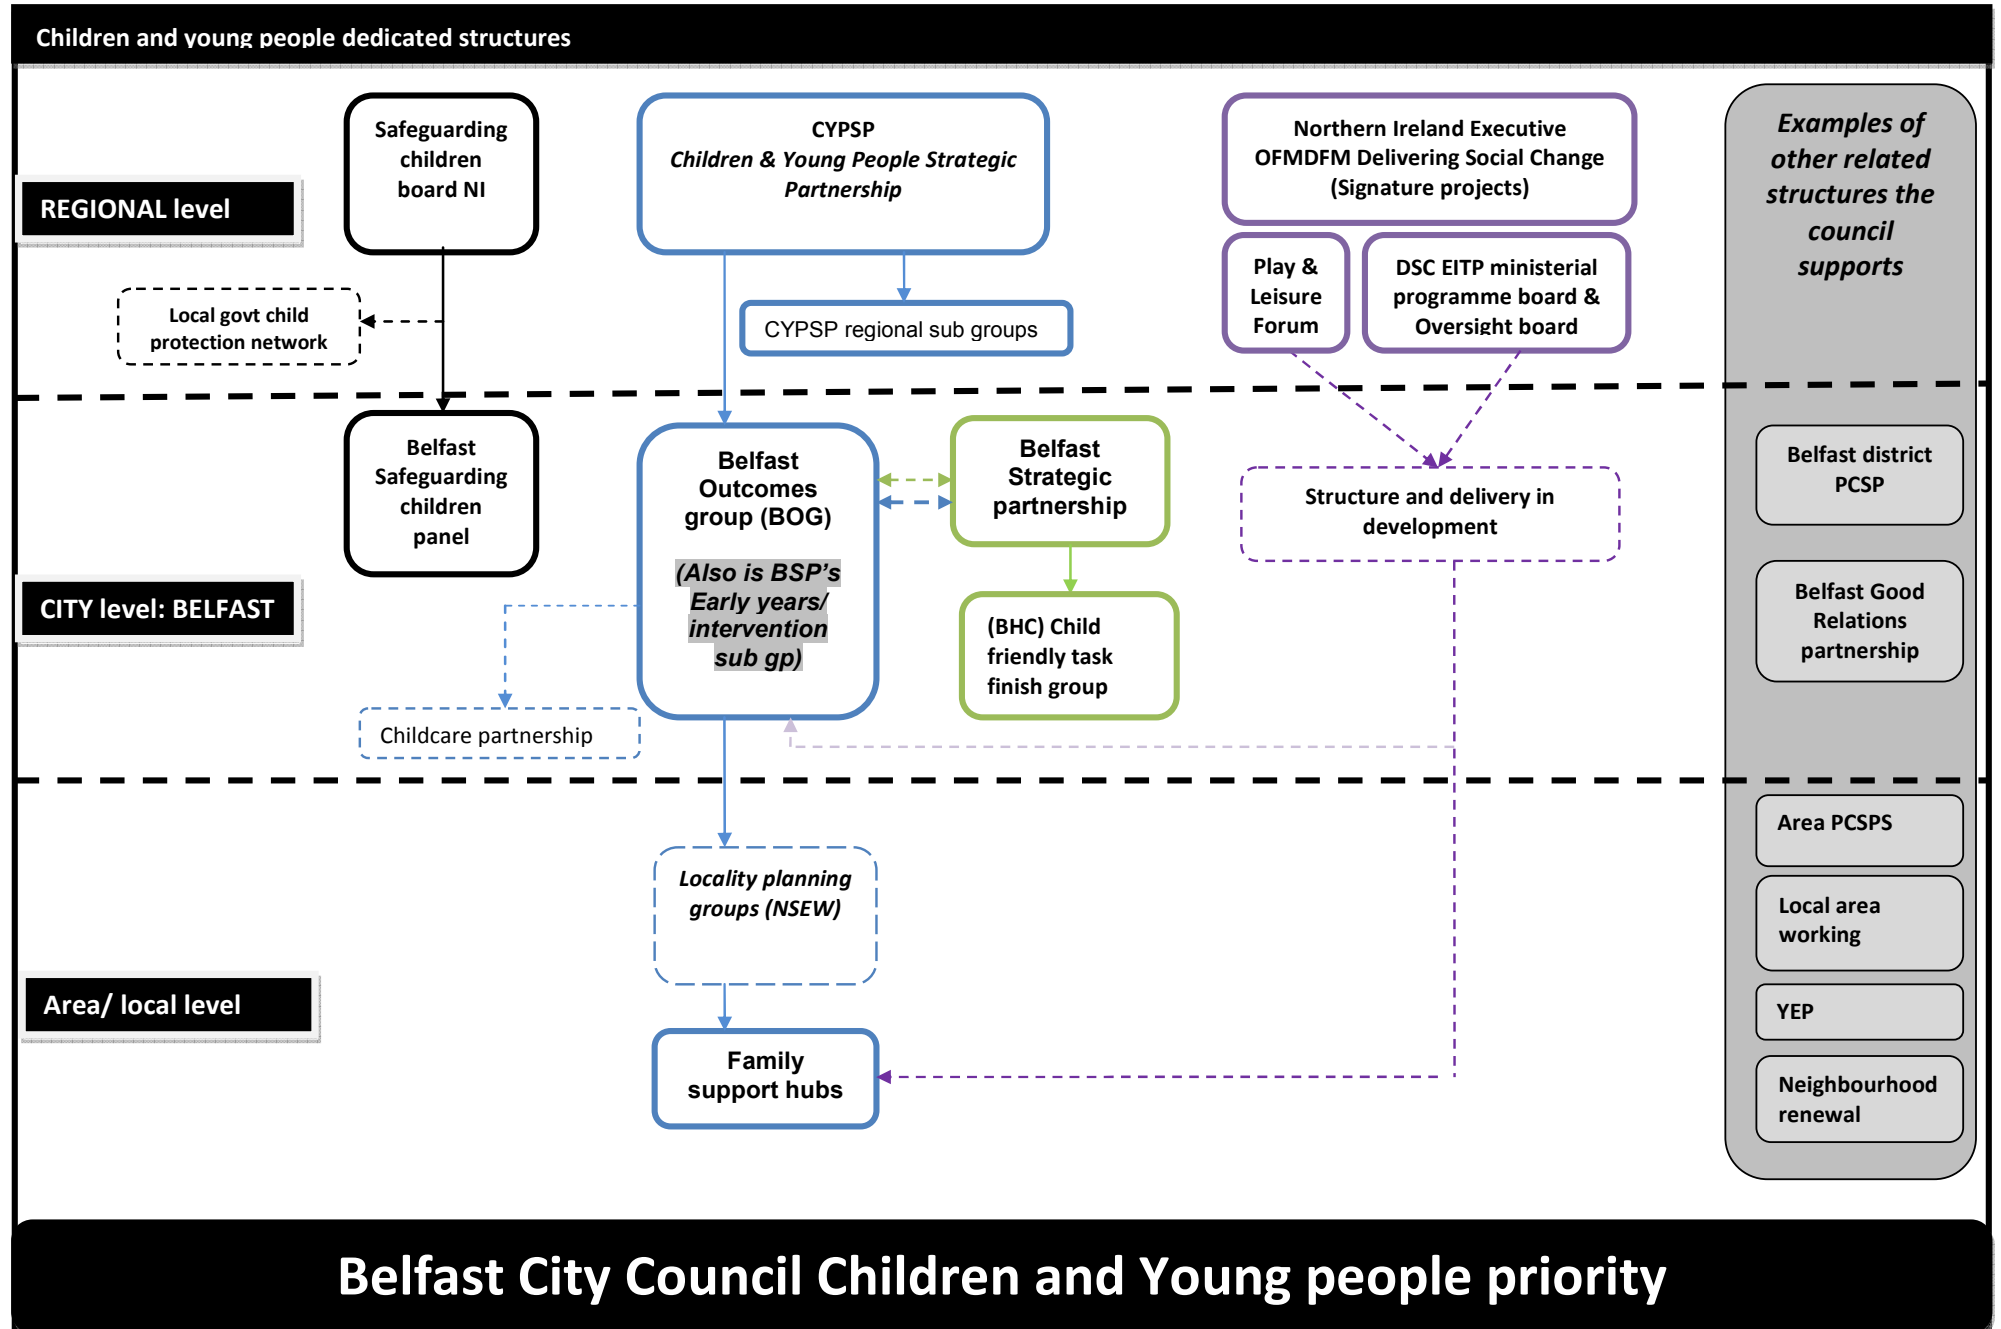 Children and young people dedicated structures
Safeguarding
children
board NI
CYPSP
Children & Young People Strategic
Partnership
Northern Ireland Executive
OFMDFM Delivering Social Change
(Signature projects)
Examples of
other related
structures the
council
supports
REGIONAL level
Local govt child
protection network
CYPSP regional sub groups
Play &
Leisure
Forum
DSC EITP ministerial
programme board &
Oversight board
Belfast
Safeguarding
children
panel
Belfast
Outcomes
group (BOG)
(Also is BSP’s
Early years/
intervention
sub gp)
Belfast
Strategic
partnership
Structure and delivery in
development
Belfast district
PCSP
CITY level: BELFAST
(BHC) Child
friendly task
finish group
Belfast Good
Relations
partnership
Childcare partnership
Area/ local level
Locality planning
groups (NSEW)
Family
support hubs
Area PCSPS
Local area
working
YEP
Neighbourhood
renewal
Belfast City Council Children and Young people priority